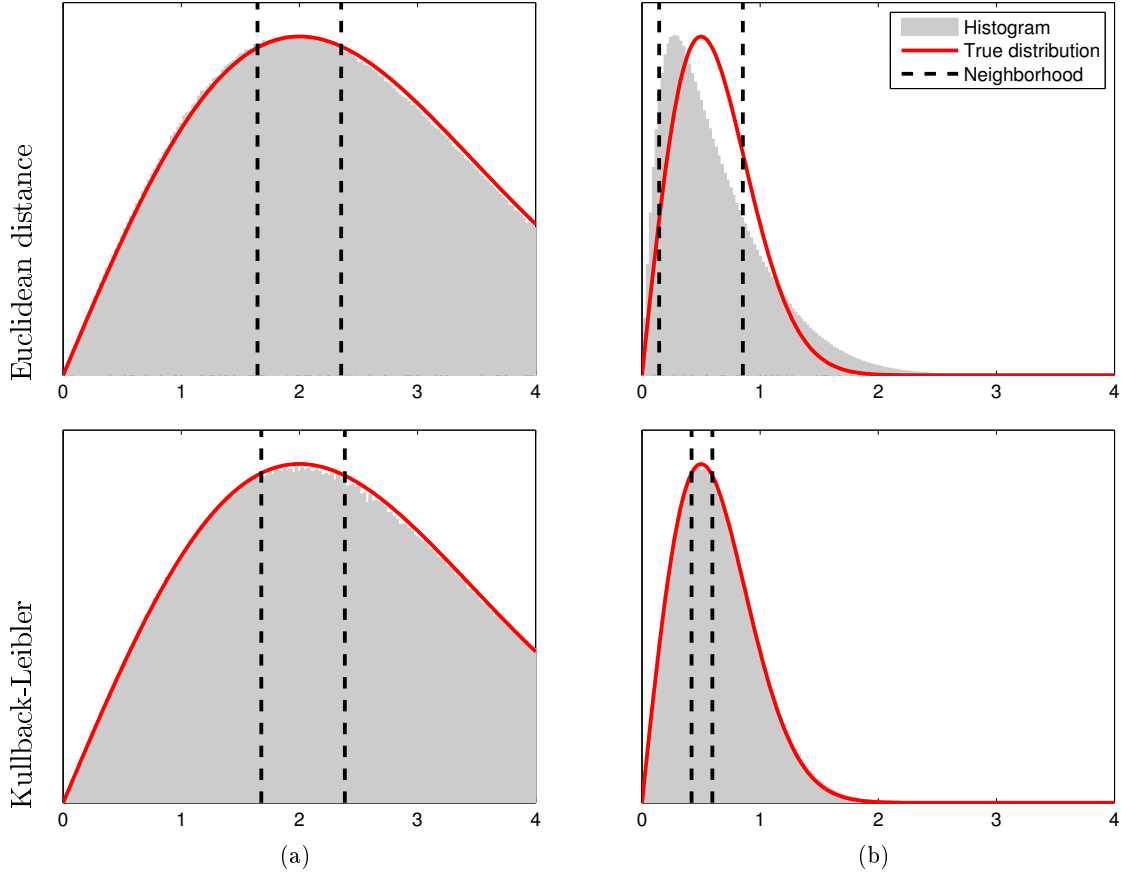 Histogram
True distribution
Neighborhood
Euclidean distance
0 1 2 3 4
0 1 2 3 4
Kullback-Leibler
0 1 2 3 4
0 1 2 3 4
(a)
(b)